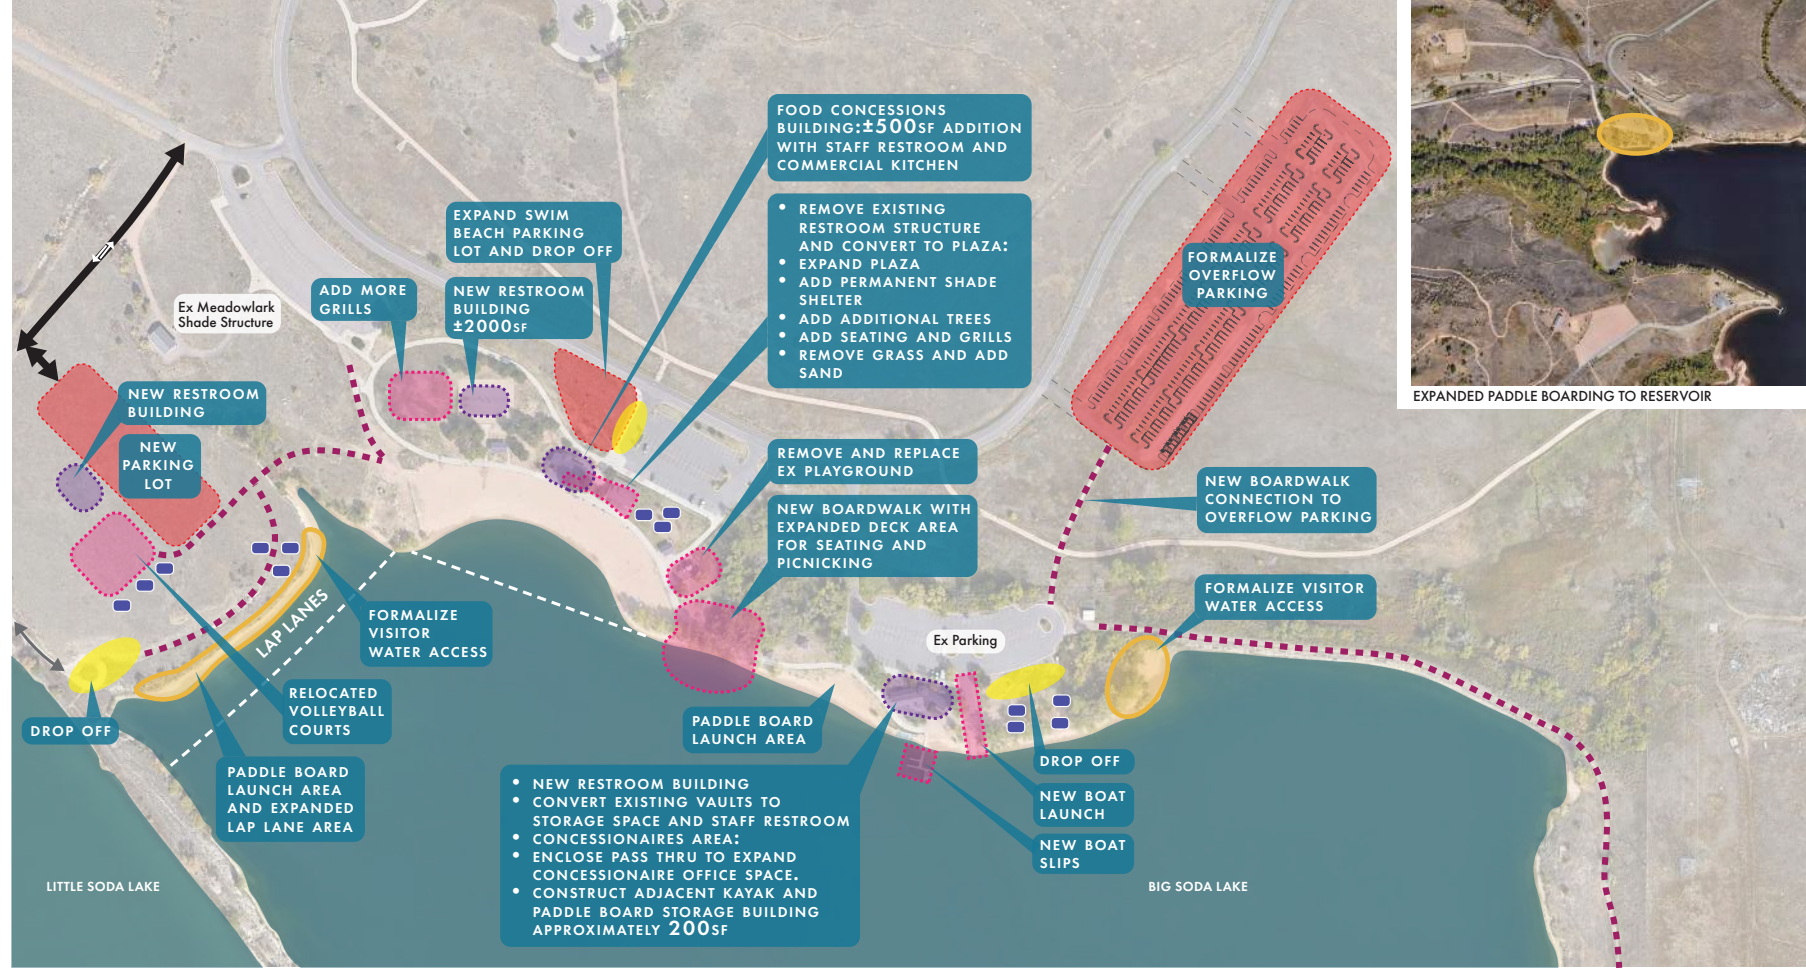 FOOD CONCESSIONS
BUILDING:±500SF ADDITION
WITH STAFF RESTROOM AND
COMMERCIAL KITCHEN
• REMOVE EXISTING
RESTROOM STRUCTURE
AND CONVERT TO PLAZA:
• EXPAND PLAZA
• ADD PERMANENT SHADE
SHELTER
• ADD ADDITIONAL TREES
• ADD SEATING AND GRILLS
• REMOVE GRASS AND ADD
SAND
EXPAND SWIM
BEACH PARKING
LOT AND DROP OFF
NEW RESTROOM
BUILDING
±2000SF
ADD MORE
GRILLS
Ex Meadowlark
Shade Structure
FORMALIZE
OVERFLOW
PARKING
EXPANDED PADDLE BOARDING TO RESERVOIR
NEW RESTROOM
BUILDING
NEW
PARKING
LOT
REMOVE AND REPLACE
EX PLAYGROUND
NEW BOARDWALK WITH
EXPANDED DECK AREA
FOR SEATING AND
PICNICKING
NEW BOARDWALK
CONNECTION TO
OVERFLOW PARKING
FORMALIZE VISITOR
WATER ACCESS
LAP LANES
FORMALIZE
VISITOR
WATER ACCESS
Ex Parking
RELOCATED
VOLLEYBALL
COURTS
DROP OFF
PADDLE BOARD
LAUNCH AREA
PADDLE BOARD
LAUNCH AREA
AND EXPANDED
LAP LANE AREA
DROP OFF
NEW BOAT
LAUNCH
NEW BOAT
SLIPS
• NEW RESTROOM BUILDING
• CONVERT EXISTING VAULTS TO
STORAGE SPACE AND STAFF RESTROOM
• CONCESSIONAIRES AREA:
• ENCLOSE PASS THRU TO EXPAND
CONCESSIONAIRE OFFICE SPACE.
• CONSTRUCT ADJACENT KAYAK AND
PADDLE BOARD STORAGE BUILDING
APPROXIMATELY 200SF
LITTLE SODA LAKE
BIG SODA LAKE